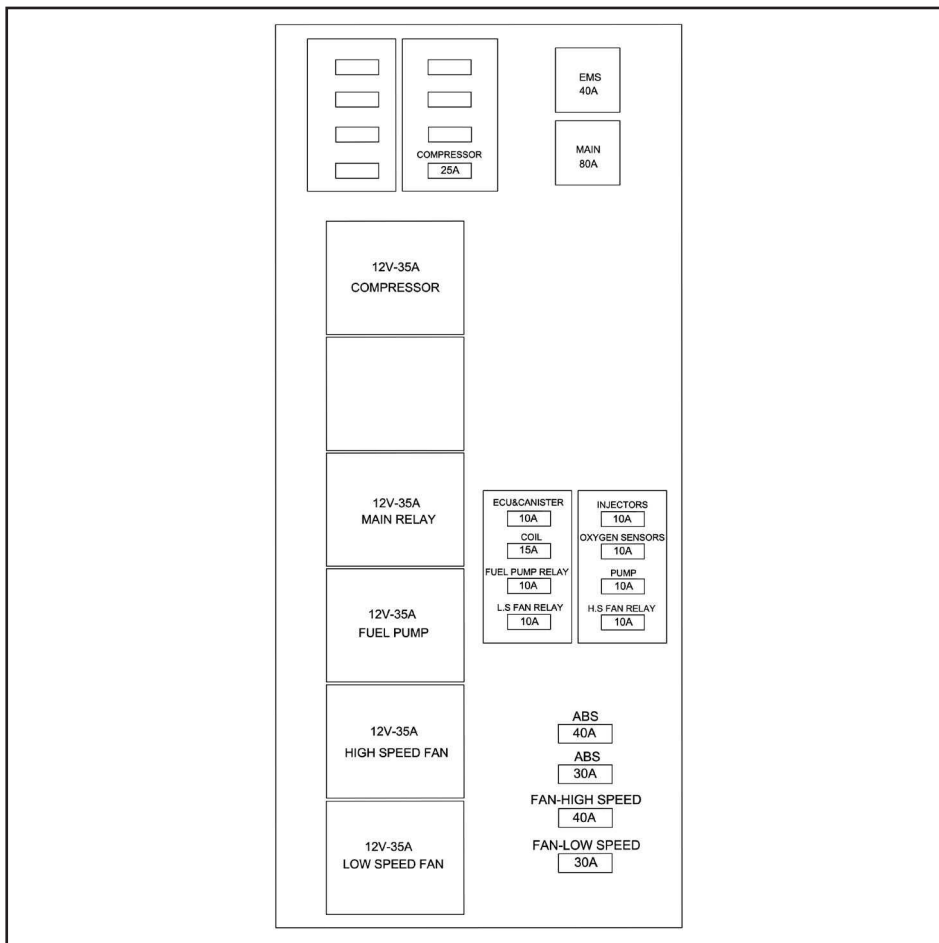 EMS
40A
MAIN
80A
COMPRESSOR
25A
12V-35A
COMPRESSOR
12V-35A
MAIN RELAY
12V-35A
FUEL PUMP
12V-35A
HIGH SPEED FAN
12V-35A
LOW SPEED FAN
ECU&CANISTER
10A
COIL
15A
FUEL PUMP RELAY
10A
L.S FAN RELAY
10A
INJECTORS
10A
OXYGEN SENSORS
10A
PUMP
10A
H.S FAN RELAY
10A
ABS
40A
ABS
30A
FAN-HIGH SPEED
40A
FAN-LOW SPEED
30A